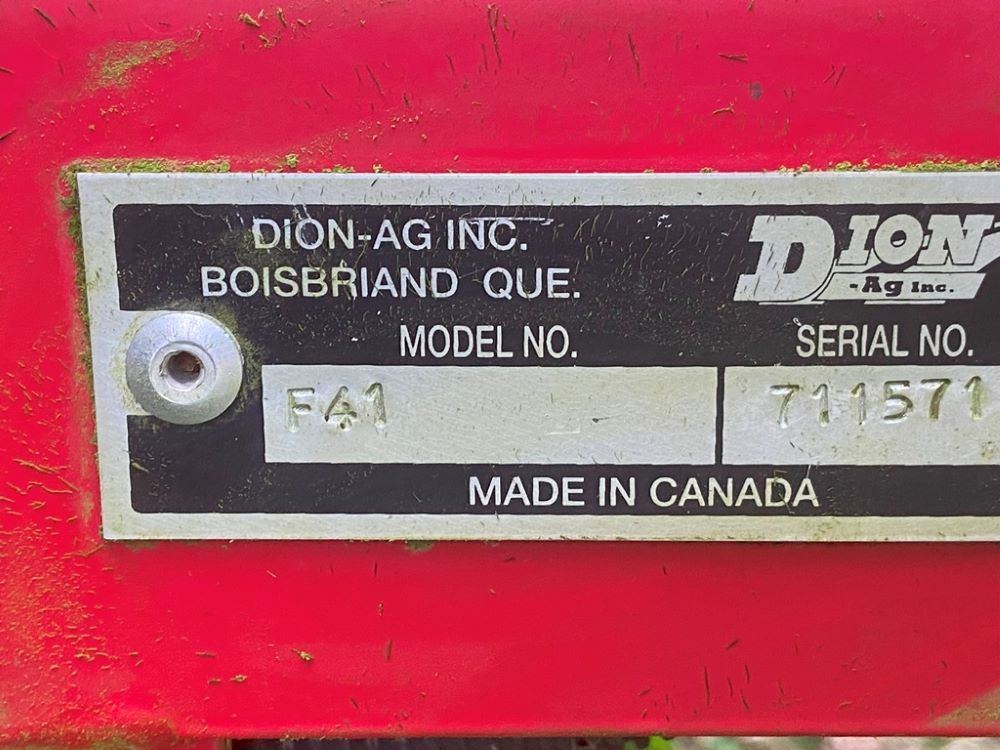 DION-AG INC.
BOISBRIAND QUE.
DION
-Ag Inc.
MODEL NO.
SERIAL NO.
F41
711571
MADE IN CANADA